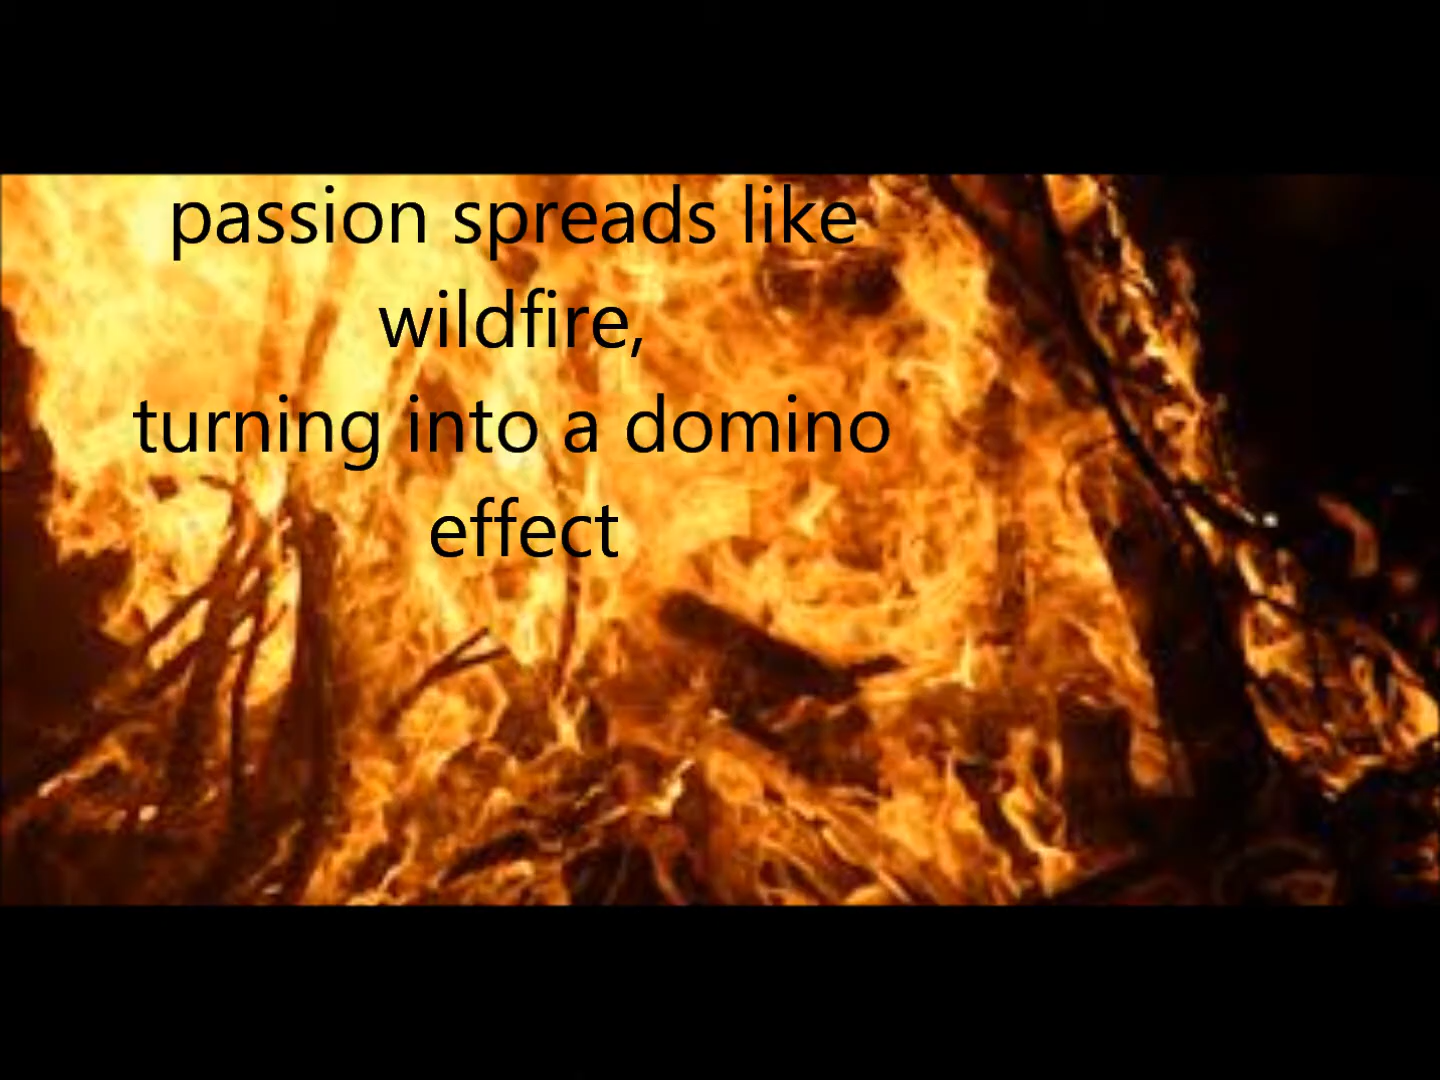 passion spreads like
wildfire,
turning into a domino
effect